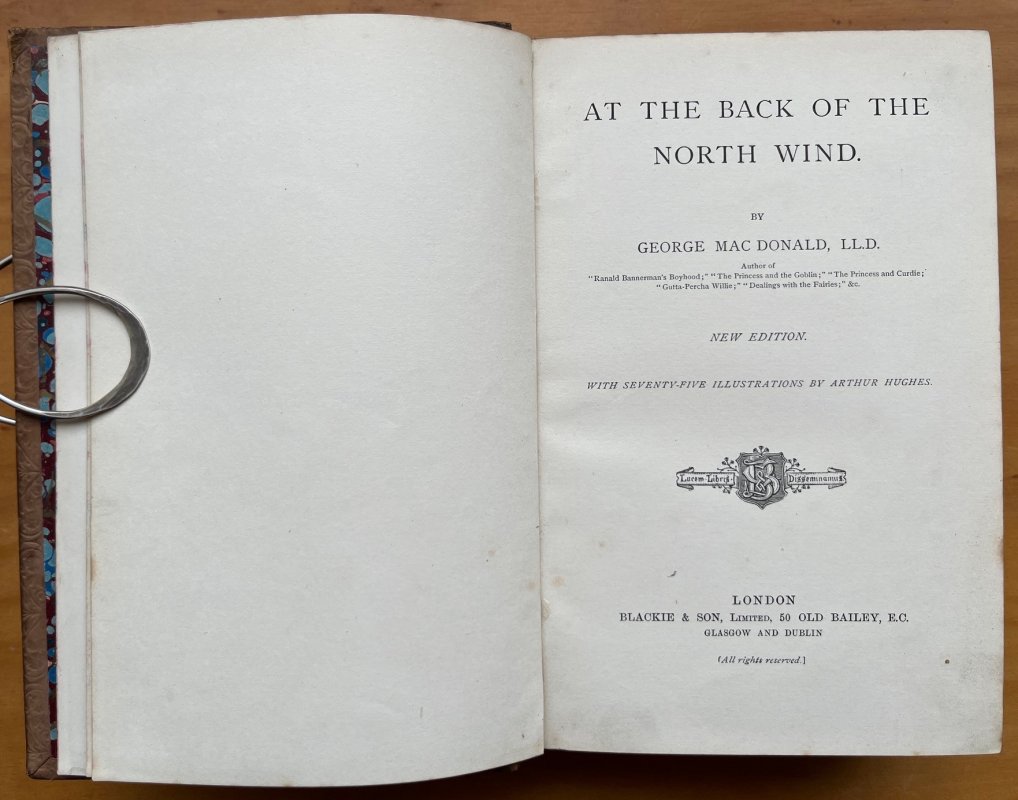 AT THE BACK OF THE
NORTH WIND.
BY
GEORGE MAC DONALD, LL.D.
Author of
"Ranald Bannerman's Boyhood;" "The Princess and the Goblin;" "The Princess and Curdie;"
"Gutta-Percha Willie;" "Dealings with the Fairies;" &c.
NEW EDITION.
WITH SEVENTY-FIVE ILLUSTRATIONS BY ARTHUR HUGHES.
Lucem Libris Disseminamus
LONDON
BLACKIE & SON, LIMITED, 50 OLD BAILEY, E.C.
GLASGOW AND DUBLIN
[All rights reserved.]